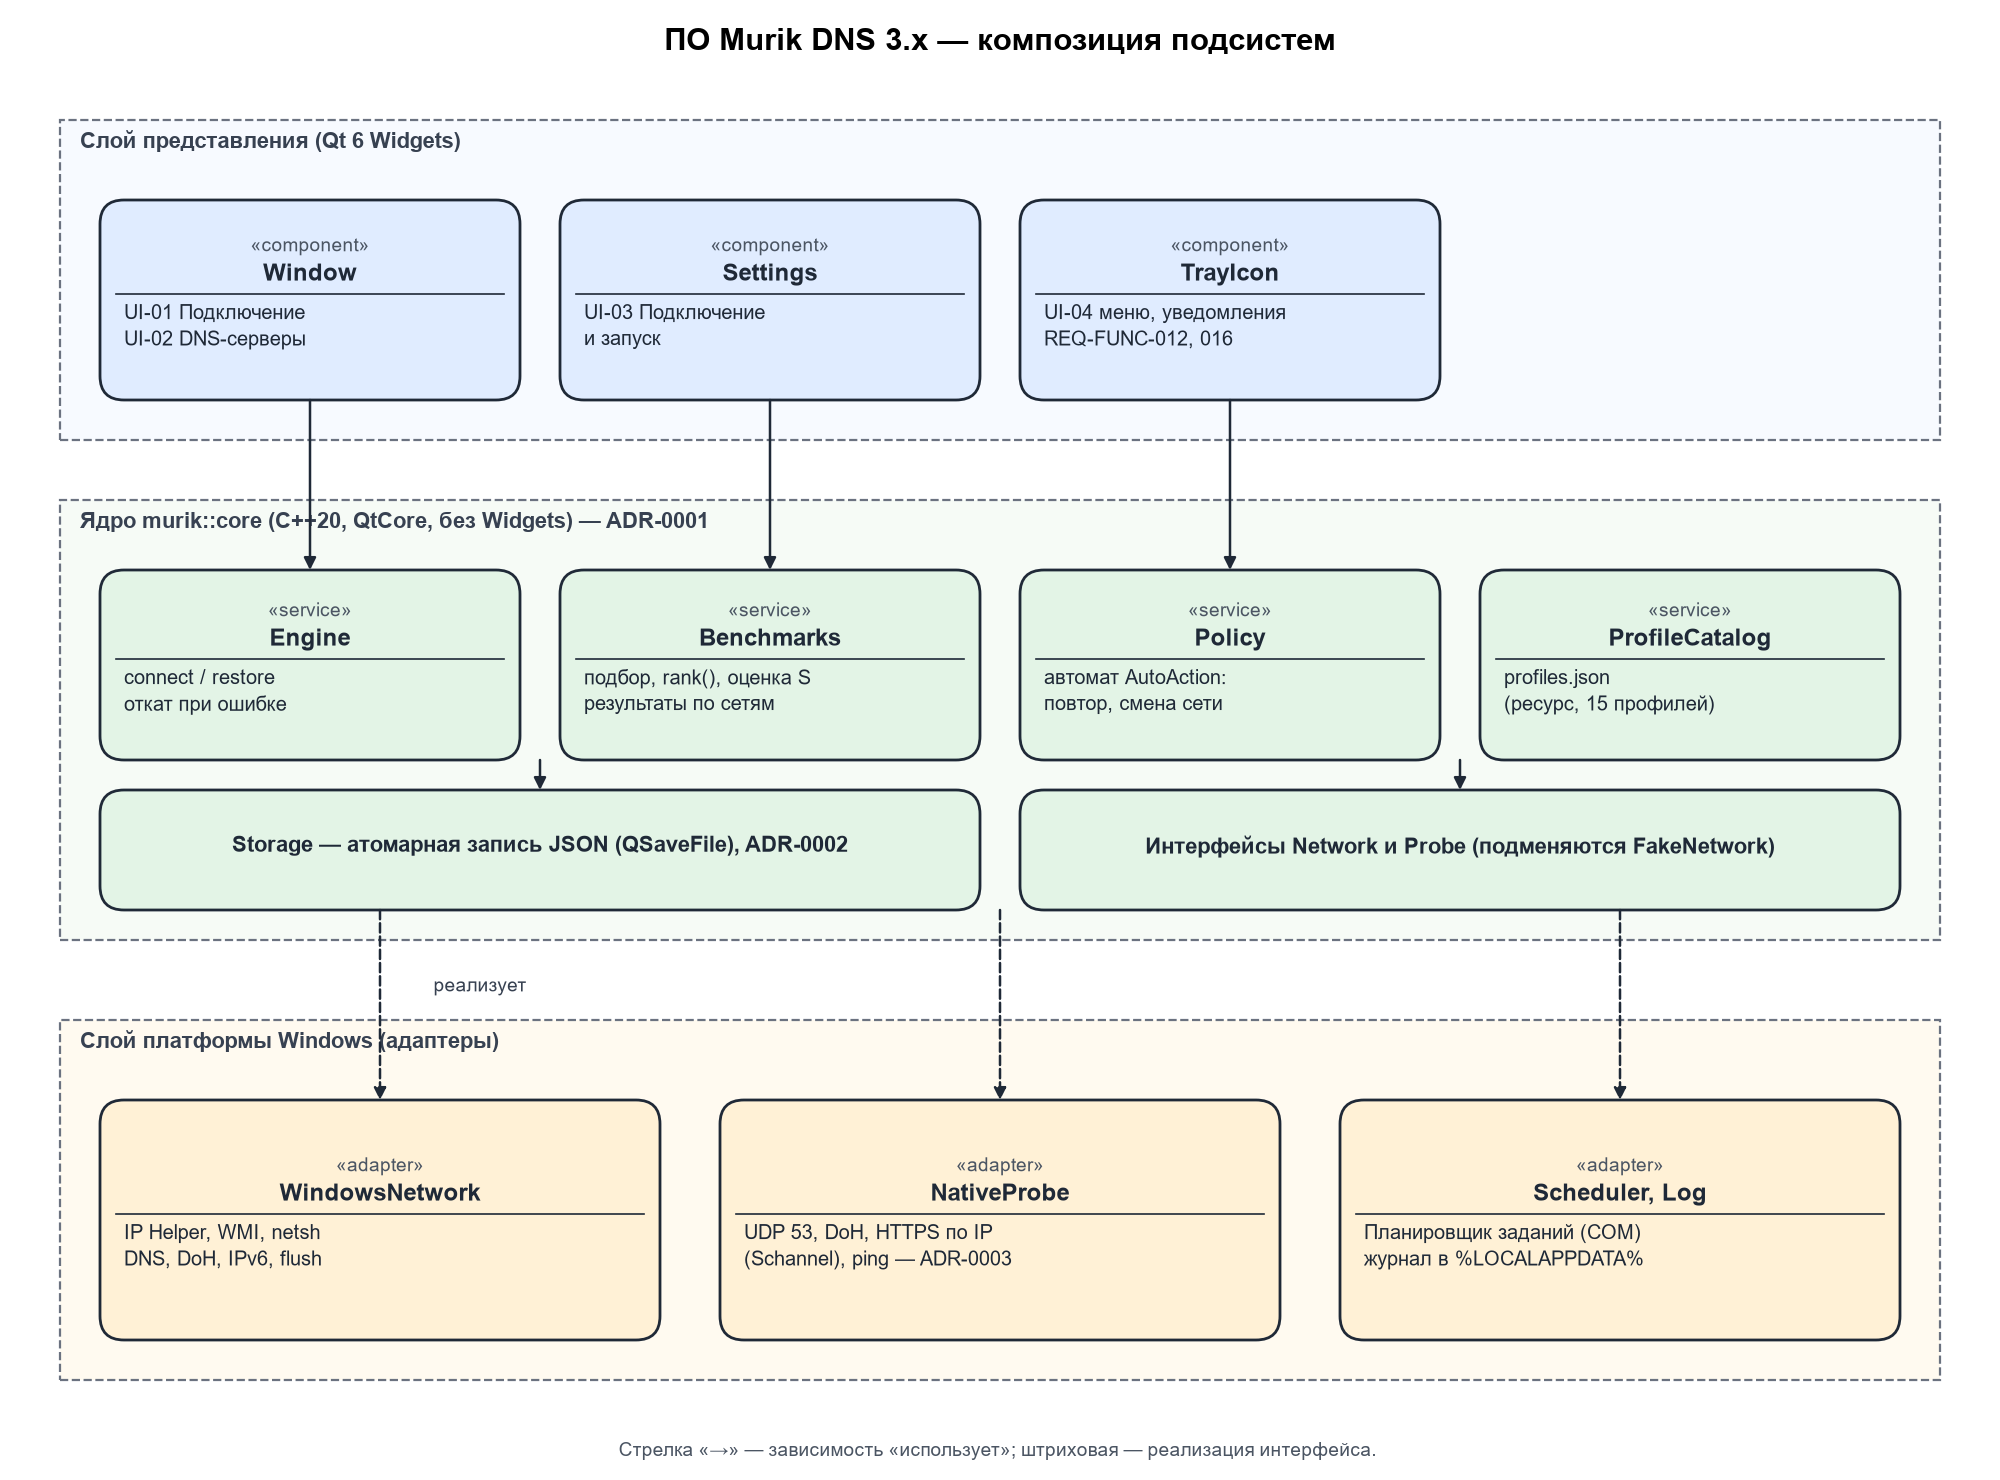 ПО Murik DNS 3.x — композиция подсистем
Слой представления (Qt 6 Widgets)
«component»
Window
UI-01 Подключение
UI-02 DNS-серверы
«component»
Settings
UI-03 Подключение
и запуск
«component»
TrayIcon
UI-04 меню, уведомления
REQ-FUNC-012, 016
Ядро murik::core (C++20, QtCore, без Widgets) — ADR-0001
«service»
Engine
connect / restore
откат при ошибке
«service»
Benchmarks
подбор, rank(), оценка S
результаты по сетям
«service»
Policy
автомат AutoAction:
повтор, смена сети
«service»
ProfileCatalog
profiles.json
(ресурс, 15 профилей)
Storage — атомарная запись JSON (QSaveFile), ADR-0002
Интерфейсы Network и Probe (подменяются FakeNetwork)
реализует
Слой платформы Windows (адаптеры)
«adapter»
WindowsNetwork
IP Helper, WMI, netsh
DNS, DoH, IPv6, flush
«adapter»
NativeProbe
UDP 53, DoH, HTTPS по IP
(Schannel), ping — ADR-0003
«adapter»
Scheduler, Log
Планировщик заданий (COM)
журнал в %LOCALAPPDATA%
Стрелка «→» — зависимость «использует»; штриховая — реализация интерфейса.